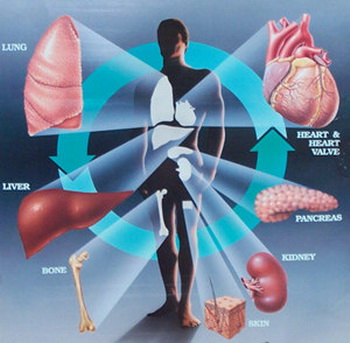 LUNG
HEART &
HEART
VALVE
LIVER
PANCREAS
BONE
KIDNEY
SKIN